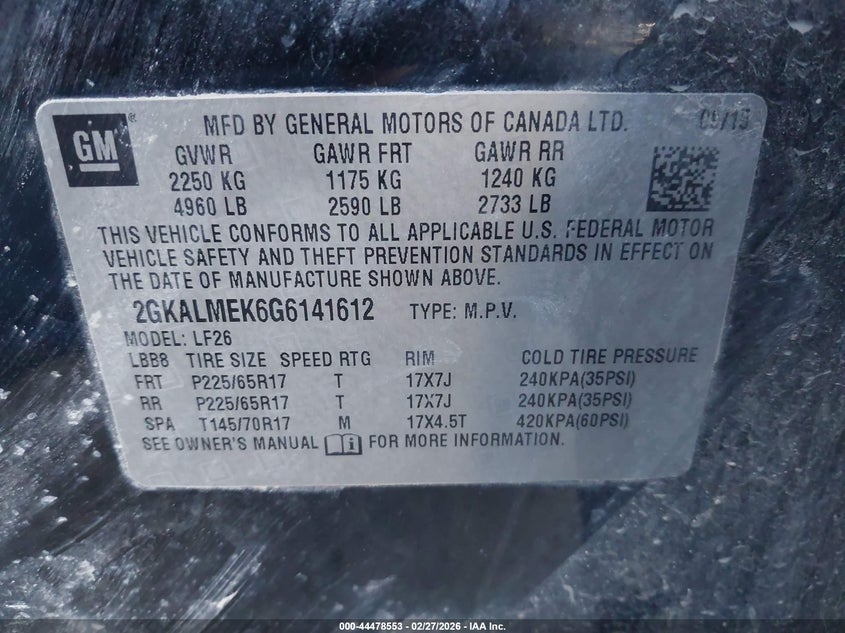 GM
MFD BY GENERAL MOTORS OF CANADA LTD.
GVWR GAWR FRT GAWR RR
2250 KG 1175 KG 1240 KG
4960 LB 2590 LB 2733 LB
THIS VEHICLE CONFORMS TO ALL APPLICABLE U.S. FEDERAL MOTOR
VEHICLE SAFETY AND THEFT PREVENTION STANDARDS IN EFFECT ON
THE DATE OF MANUFACTURE SHOWN ABOVE.
2GKALMEK6G6141612 TYPE: M.P.V.
MODEL: LF26
LBB8 TIRE SIZE SPEED RTG RIM COLD TIRE PRESSURE
FRT P225/65R17 T 17X7J 240KPA(35PSI)
RR P225/65R17 T 17X7J 240KPA(35PSI)
SPA T145/70R17 M 17X4.5T 420KPA(60PSI)
SEE OWNER'S MANUAL FOR MORE INFORMATION.
000-44478553 - 02/27/2026 - IAA Inc.